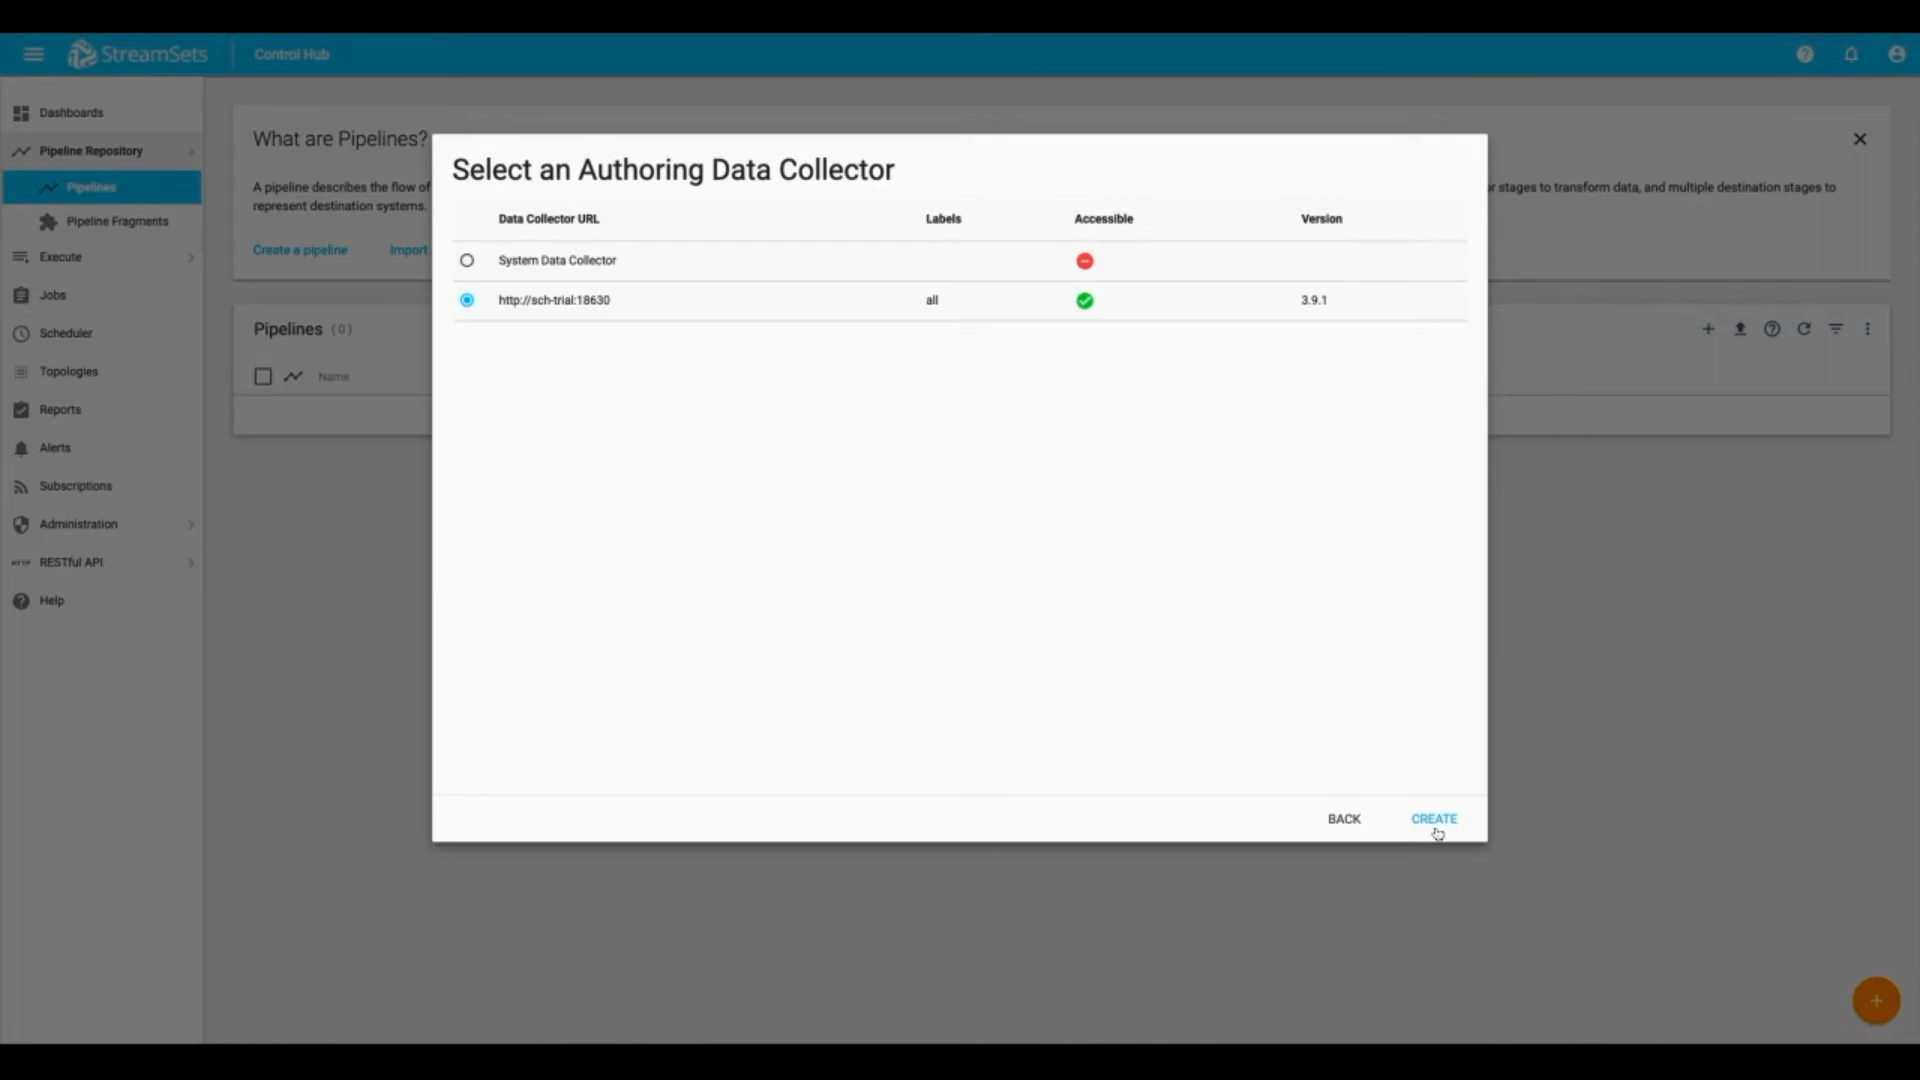 StreamSets
Control Hub
Dashboards
Pipeline Repository
Pipelines
Pipeline Fragments
Execute
Jobs
Scheduler
Topologies
Reports
Alerts
Subscriptions
Administration
HTTP RESTful API
Help
What are Pipelines?
A pipeline describes the flow of
r stages to transform data, and multiple destination stages to
represent destination systems.
Create a pipeline Import
Pipelines (0)
Name
Select an Authoring Data Collector
Data Collector URL Labels Accessible Version
System Data Collector
http://sch-trial:18630 all 3.9.1
BACK CREATE